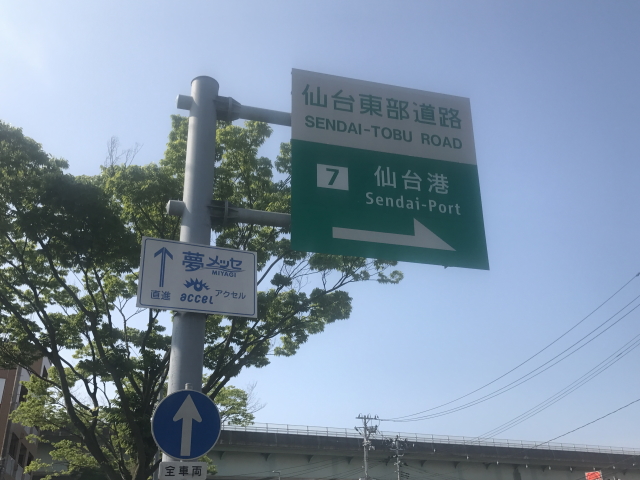 仙台東部道路
SENDAI-TOBU ROAD
7 仙台港
Sendai-Port
夢メッセ
MIYAGI
直進 accel アクセル
全車両